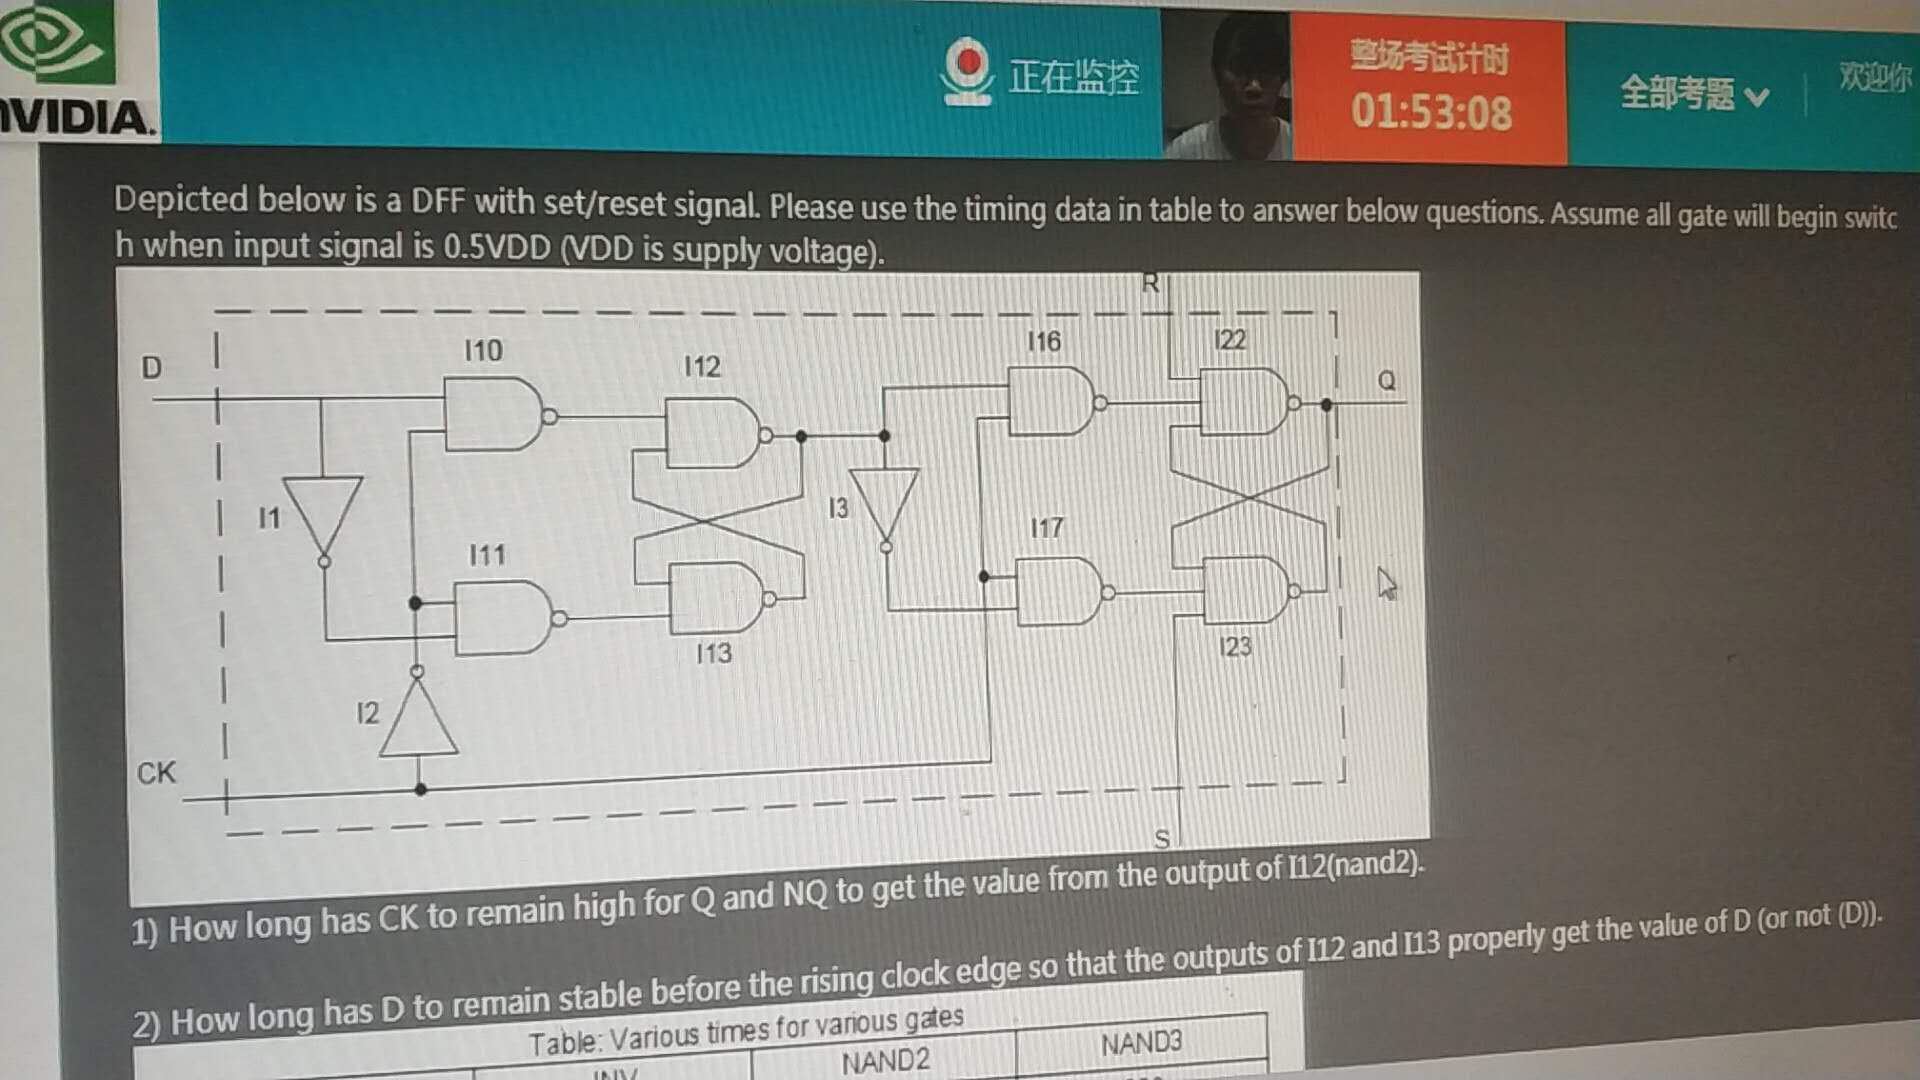 NVIDIA.
正在监控
整场考试计时
01:53:08
全部考题
欢迎你
Depicted below is a DFF with set/reset signal. Please use the timing data in table to answer below questions. Assume all gate will begin switc
h when input signal is 0.5VDD (VDD is supply voltage).
R
D
I10
I12
I16
I22
Q
I1
I11
I3
I17
I13
I23
I2
CK
S
1) How long has CK to remain high for Q and NQ to get the value from the output of I12(nand2).
2) How long has D to remain stable before the rising clock edge so that the outputs of I12 and I13 properly get the value of D (or not (D)).
Table: Various times for various gates
INV
NAND2
NAND3